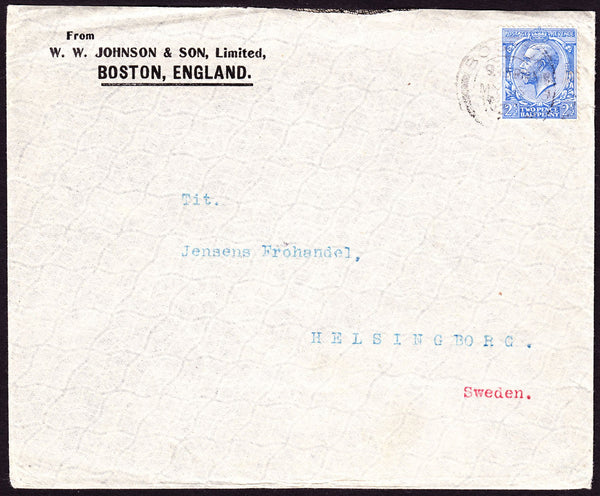 From
W. W. JOHNSON & SON, Limited,
BOSTON, ENGLAND.
POSTAGE REVENUE
2½ TWO PENCE 2½
HALFPENNY
Tit.
Jensens Frohandel,
HELSINGBORG.
Sweden.